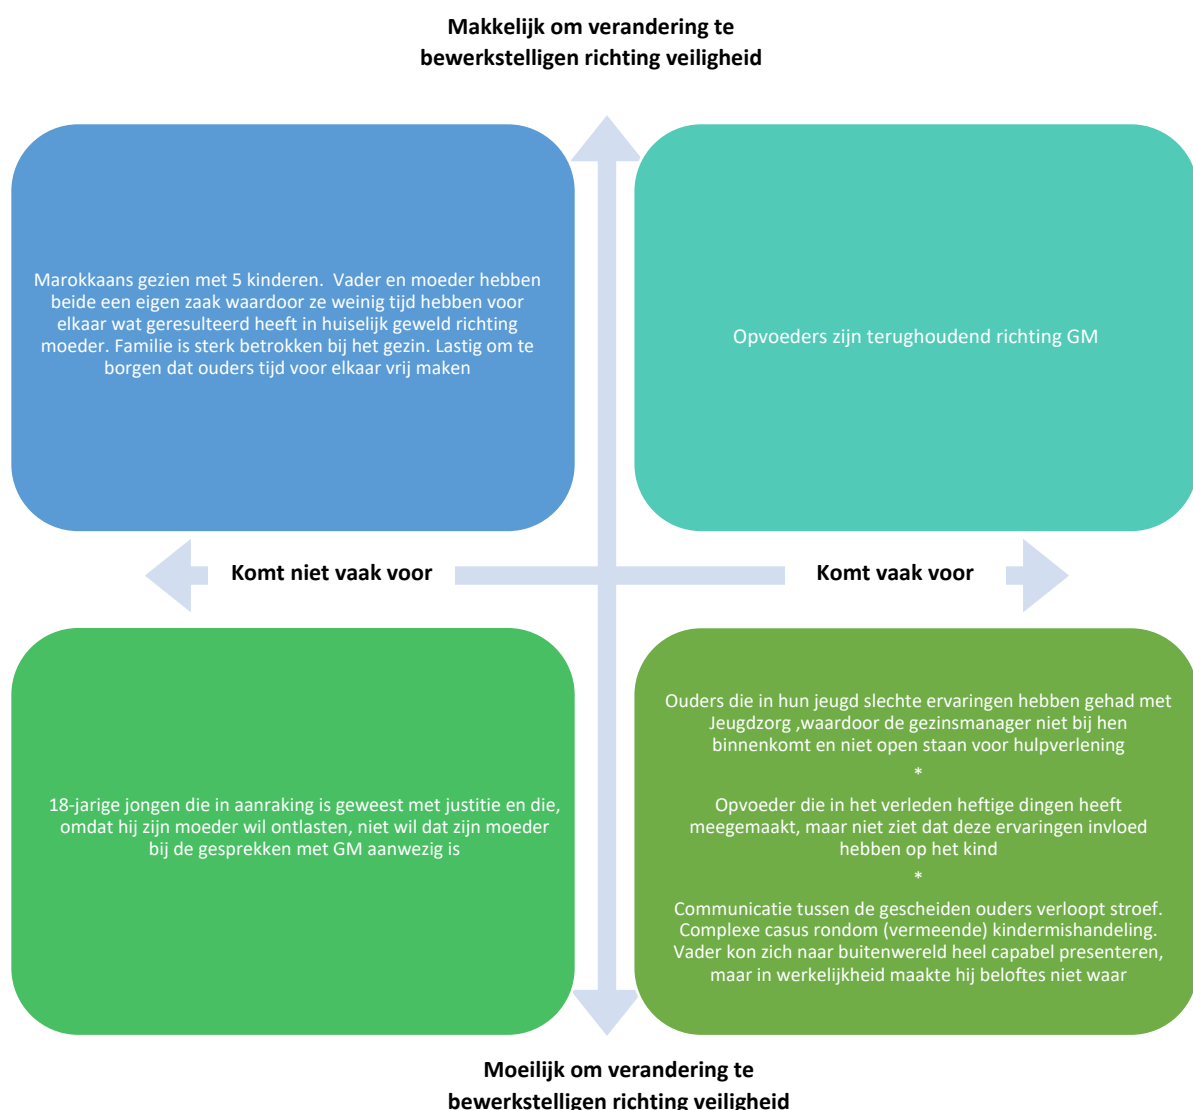 Makkelijk om verandering te
bewerkstelligen richting veiligheid
Marokkaans gezien met 5 kinderen.  Vader en moeder hebben
beide een eigen zaak waardoor ze weinig tijd hebben voor
elkaar wat geresulteerd heeft in huiselijk geweld richting
moeder. Familie is sterk betrokken bij het gezin. Lastig om te
borgen dat ouders tijd voor elkaar vrij maken
Opvoeders zijn terughoudend richting GM
Komt niet vaak voor
Komt vaak voor
18-jarige jongen die in aanraking is geweest met justitie en die,
omdat hij zijn moeder wil ontlasten, niet wil dat zijn moeder
bij de gesprekken met GM aanwezig is
Ouders die in hun jeugd slechte ervaringen hebben gehad met
Jeugdzorg ,waardoor de gezinsmanager niet bij hen
binnenkomt en niet open staan voor hulpverlening
*
Opvoeder die in het verleden heftige dingen heeft
meegemaakt, maar niet ziet dat deze ervaringen invloed
hebben op het kind
*
Communicatie tussen de gescheiden ouders verloopt stroef.
Complexe casus rondom (vermeende) kindermishandeling.
Vader kon zich naar buitenwereld heel capabel presenteren,
maar in werkelijkheid maakte hij beloftes niet waar
Moeilijk om verandering te
bewerkstelligen richting veiligheid